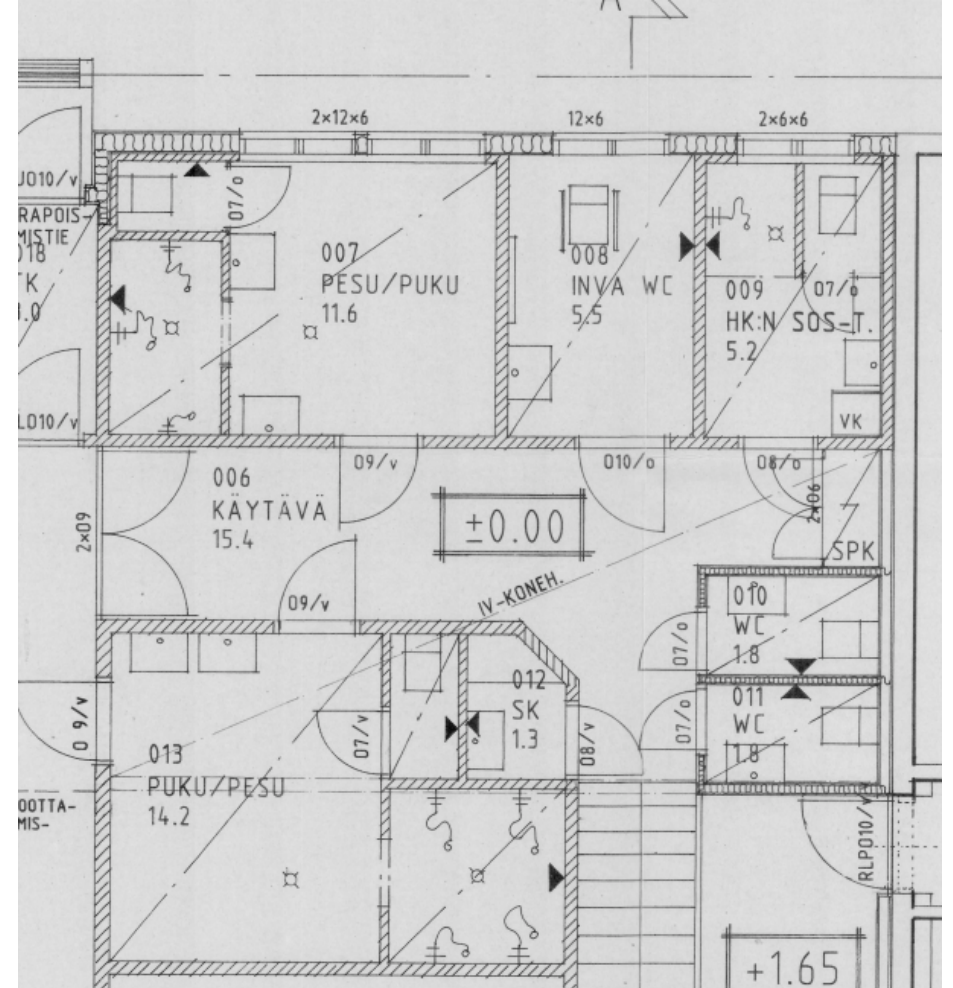 2×12×6
12×6
2×6×6
UO10/v
RAPOIS-
MISTIE
018
TK
07/o
007
PESU/PUKU
11.6
008
INVA WC
5.5
009
07/o
HK:N SOS-T.
5.2
VK
LO10/v
09/v
010/o
08/o
2×06
SPK
006
KÄYTÄVÄ
15.4
2×09
±0.00
IV-KONEH.
09/v
07/o
010
WC
1.8
012
SK
1.3
07/o
011
WC
1.8
O 9/v
07/v
08/v
013
PUKU/PESU
14.2
OOTTA-
MIS-
RLP010/v
+1.65